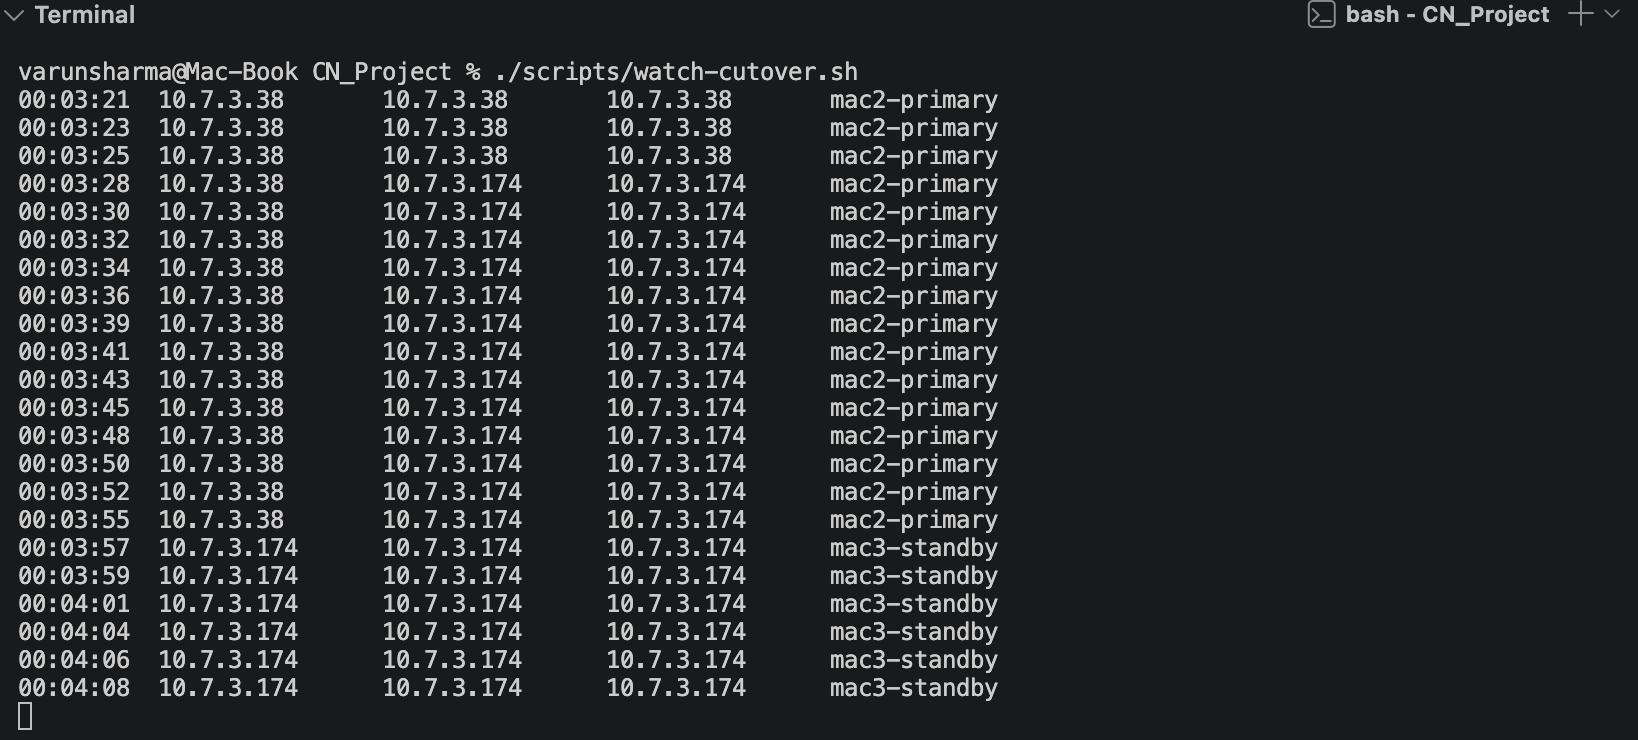 Terminal
bash - CN_Project
varunsharma@Mac-Book CN_Project % ./scripts/watch-cutover.sh
00:03:21 10.7.3.38 10.7.3.38 10.7.3.38 mac2-primary
00:03:23 10.7.3.38 10.7.3.38 10.7.3.38 mac2-primary
00:03:25 10.7.3.38 10.7.3.38 10.7.3.38 mac2-primary
00:03:28 10.7.3.38 10.7.3.174 10.7.3.174 mac2-primary
00:03:30 10.7.3.38 10.7.3.174 10.7.3.174 mac2-primary
00:03:32 10.7.3.38 10.7.3.174 10.7.3.174 mac2-primary
00:03:34 10.7.3.38 10.7.3.174 10.7.3.174 mac2-primary
00:03:36 10.7.3.38 10.7.3.174 10.7.3.174 mac2-primary
00:03:39 10.7.3.38 10.7.3.174 10.7.3.174 mac2-primary
00:03:41 10.7.3.38 10.7.3.174 10.7.3.174 mac2-primary
00:03:43 10.7.3.38 10.7.3.174 10.7.3.174 mac2-primary
00:03:45 10.7.3.38 10.7.3.174 10.7.3.174 mac2-primary
00:03:48 10.7.3.38 10.7.3.174 10.7.3.174 mac2-primary
00:03:50 10.7.3.38 10.7.3.174 10.7.3.174 mac2-primary
00:03:52 10.7.3.38 10.7.3.174 10.7.3.174 mac2-primary
00:03:55 10.7.3.38 10.7.3.174 10.7.3.174 mac2-primary
00:03:57 10.7.3.174 10.7.3.174 10.7.3.174 mac3-standby
00:03:59 10.7.3.174 10.7.3.174 10.7.3.174 mac3-standby
00:04:01 10.7.3.174 10.7.3.174 10.7.3.174 mac3-standby
00:04:04 10.7.3.174 10.7.3.174 10.7.3.174 mac3-standby
00:04:06 10.7.3.174 10.7.3.174 10.7.3.174 mac3-standby
00:04:08 10.7.3.174 10.7.3.174 10.7.3.174 mac3-standby